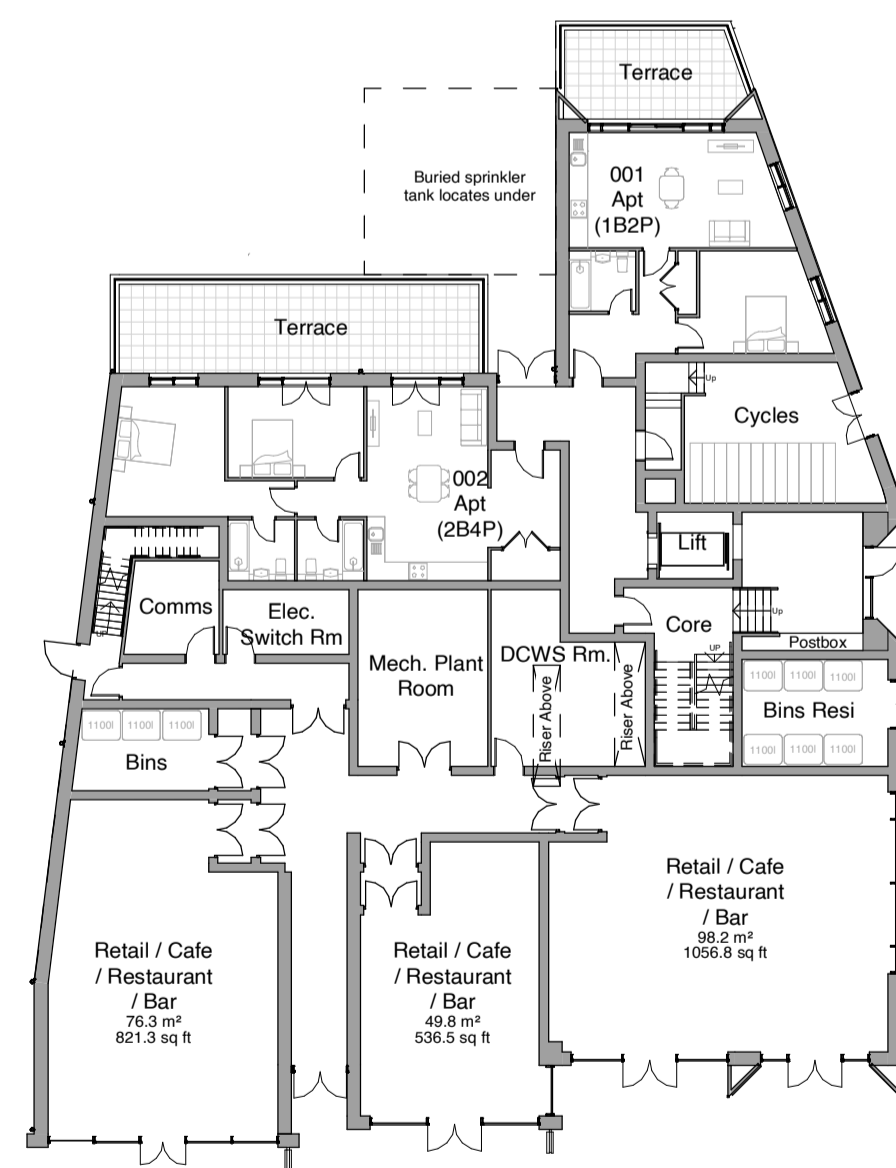 Terrace
Buried sprinkler
tank locates under
001
Apt
(1B2P)
Terrace
Up
Cycles
002
Apt
(2B4P)
Lift
Comms
Elec.
Switch Rm
UP
Core
Up
Postbox
Mech. Plant
Room
DCWS Rm.
Riser Above
Riser Above
UP
1100l
1100l
1100l
Bins Resi
1100l
1100l
1100l
1100l
1100l
1100l
Bins
Retail / Cafe
/ Restaurant
/ Bar
98.2 m²
1056.8 sq ft
Retail / Cafe
/ Restaurant
/ Bar
76.3 m²
821.3 sq ft
Retail / Cafe
/ Restaurant
/ Bar
49.8 m²
536.5 sq ft